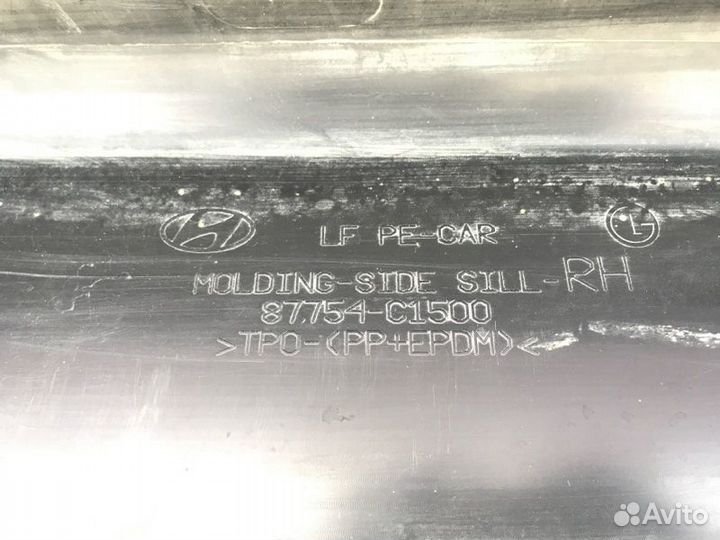 LF PE-CAR
MOLDING-SIDE SILL-RH
87754-C1500
>TPO-(PP+EPDM)<
Avito